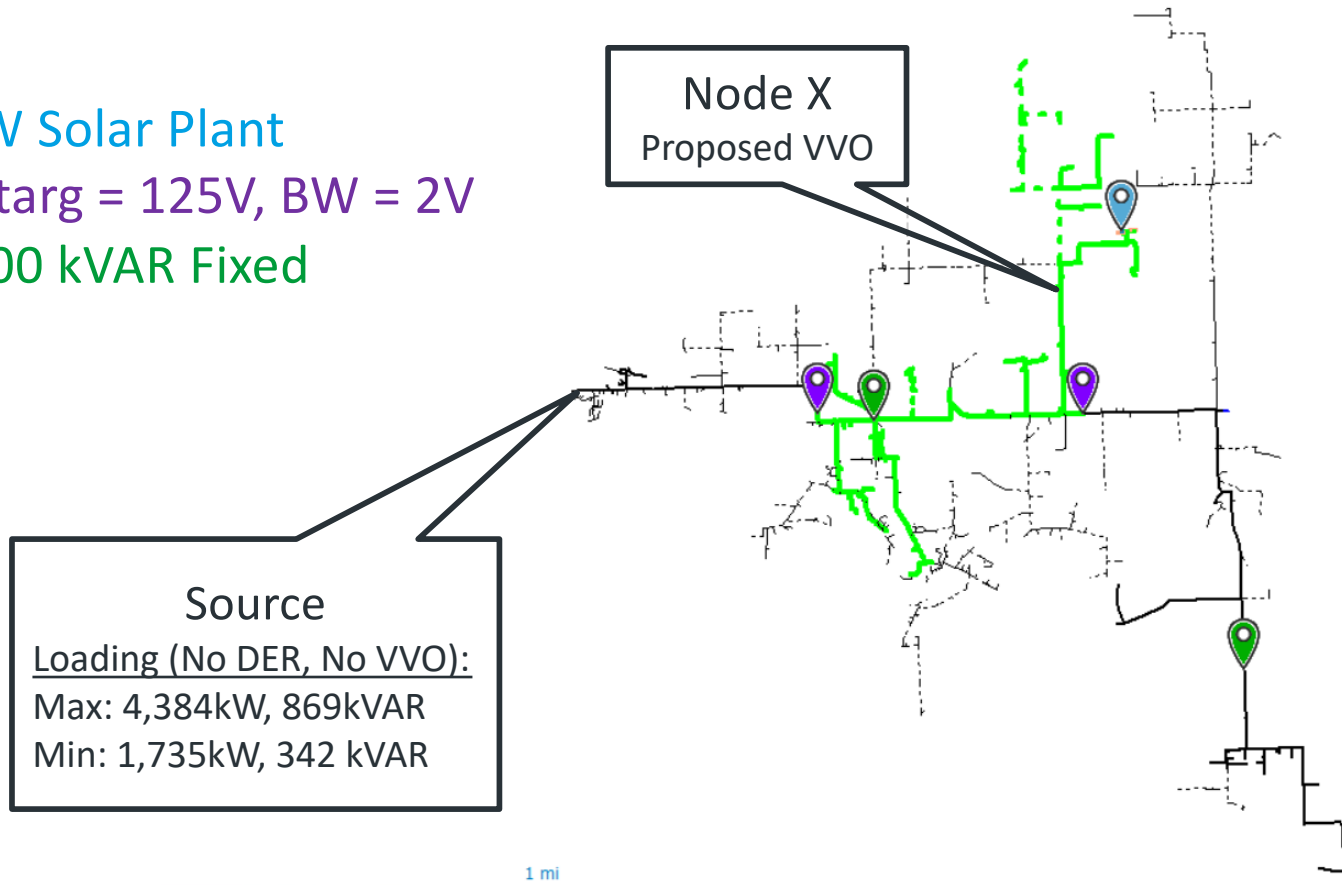 Node X
Proposed VVO
W Solar Plant
targ = 125V, BW = 2V
00 kVAR Fixed
Source
Loading (No DER, No VVO):
Max: 4,384kW, 869kVAR
Min: 1,735kW, 342 kVAR
1 mi